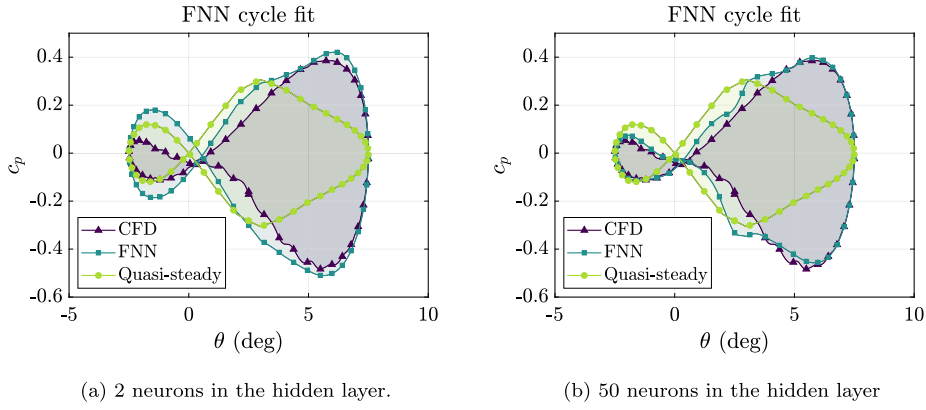 FNN cycle fit
0.4
0.2
0
-0.2
-0.4
-0.6
c_p
CFD
FNN
Quasi-steady
-5
0
5
10
θ (deg)
(a) 2 neurons in the hidden layer.
FNN cycle fit
0.4
0.2
0
-0.2
-0.4
-0.6
c_p
CFD
FNN
Quasi-steady
-5
0
5
10
θ (deg)
(b) 50 neurons in the hidden layer